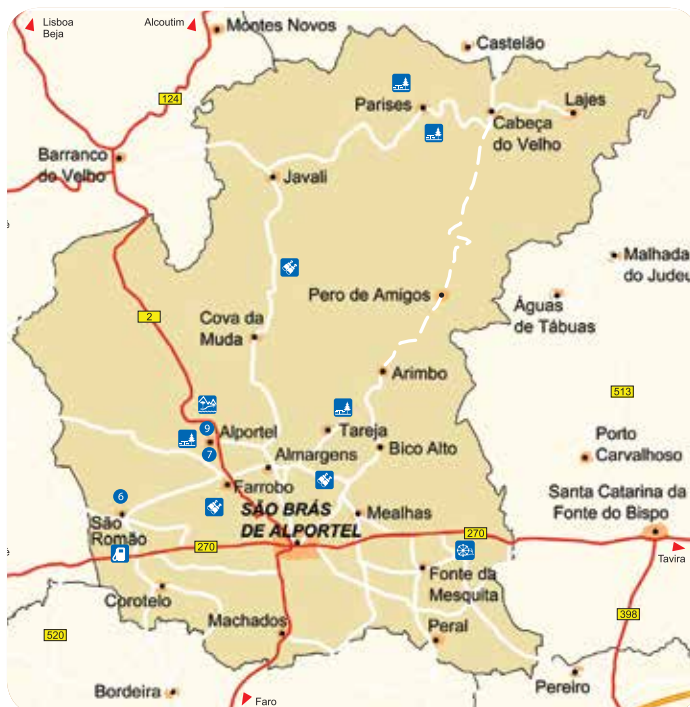 Lisboa
Beja
Alcoutim
Montes Novos
Castelão
124
Parises
Lajes
Cabeça
do Velho
Barranco
do Velho
Javali
Malhada
do Judeu
Pero de Amigos
Águas
de Tábuas
2
Cova da
Muda
Arimbo
513
9
Alportel
Tareja
Porto
Carvalhoso
7
Almargens
Bico Alto
Farrobo
6
SÃO BRÁS
DE ALPORTEL
Mealhas
Santa Catarina da
Fonte do Bispo
São
Romão
270
270
Tavira
Fonte da
Mesquita
Corotelo
Machados
Peral
398
520
Bordeira
Pereiro
Faro